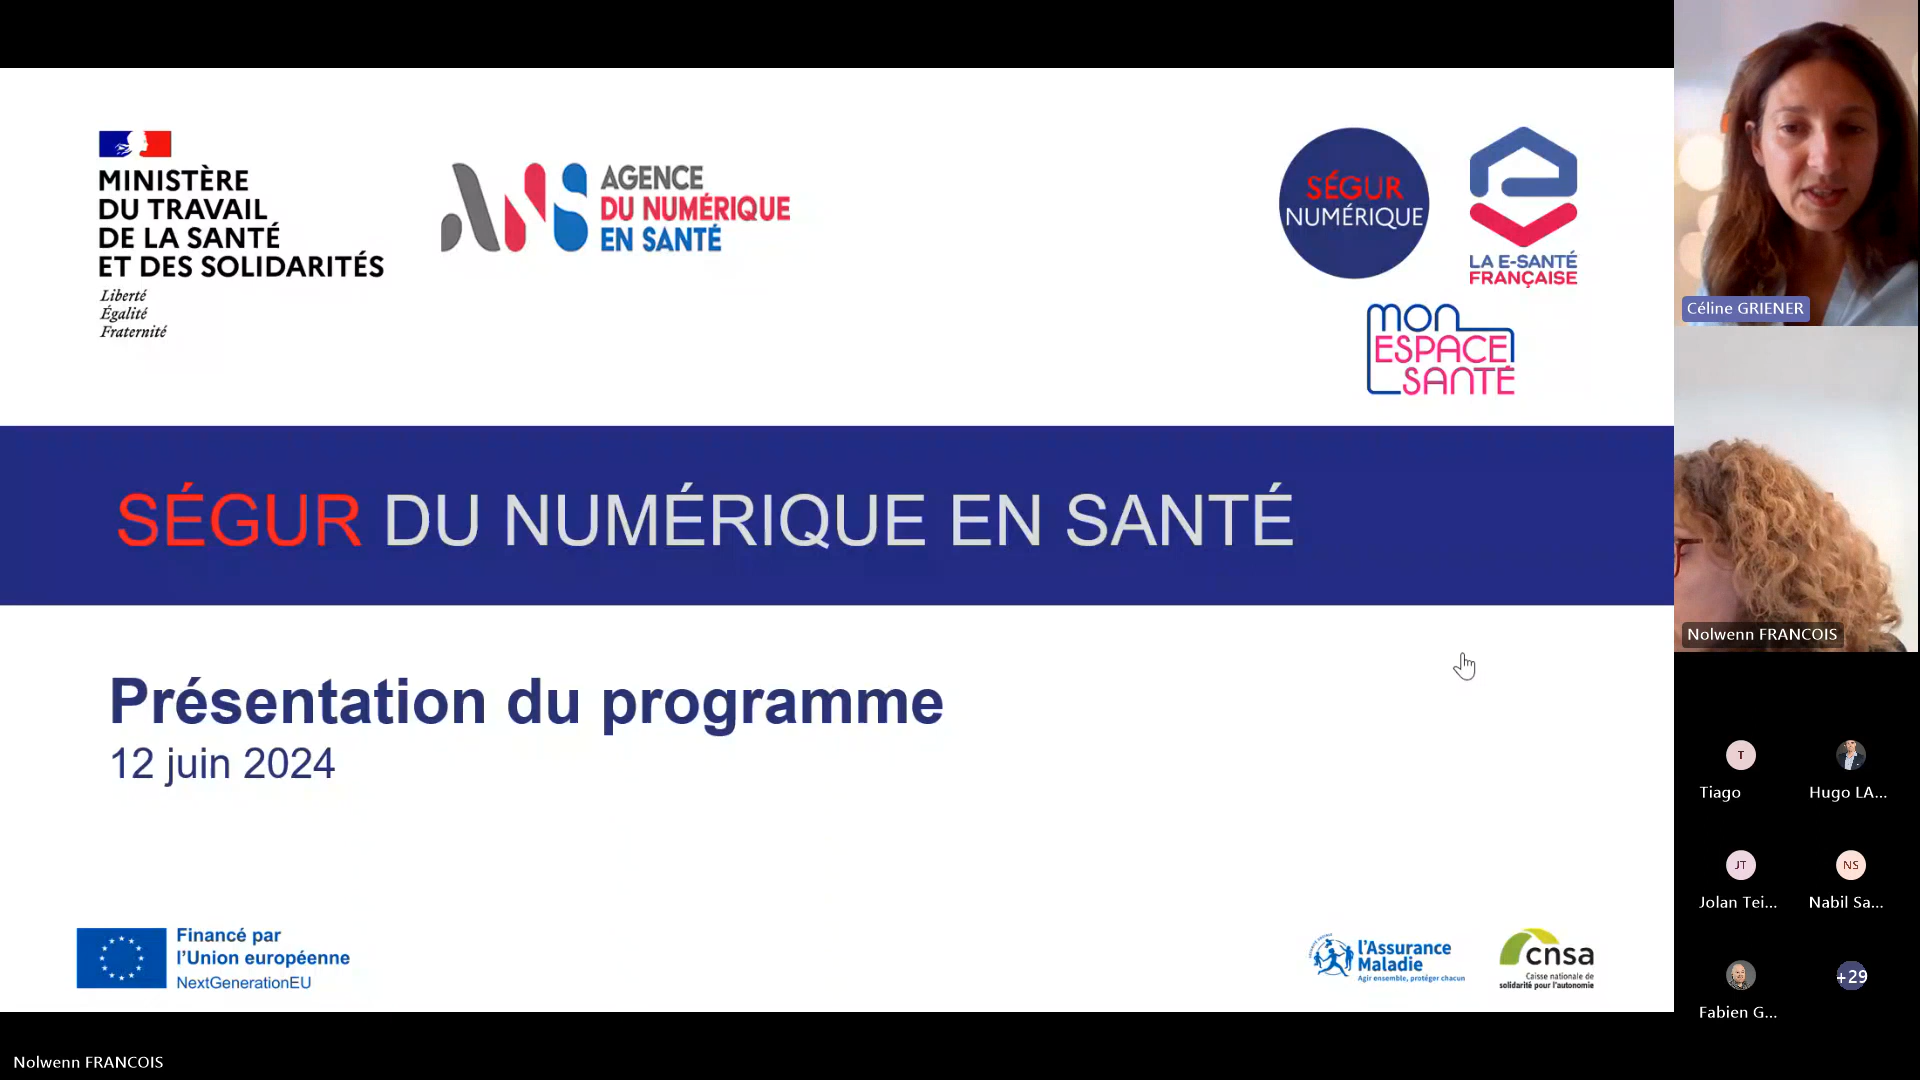 MINISTÈRE
DU TRAVAIL
DE LA SANTÉ
ET DES SOLIDARITÉS
Liberté
Égalité
Fraternité
ANS
AGENCE
DU NUMÉRIQUE
EN SANTÉ
SÉGUR
NUMÉRIQUE
LA E-SANTÉ
FRANÇAISE
MON
ESPACE
SANTÉ
SÉGUR DU NUMÉRIQUE EN SANTÉ
Présentation du programme
12 juin 2024
Financé par
l'Union européenne
NextGenerationEU
l'Assurance
Maladie
Agir ensemble, protéger chacun
cnsa
Caisse nationale de
solidarité pour l'autonomie
Céline GRIENER
Nolwenn FRANCOIS
T
Tiago
Hugo LA...
JT
Jolan Tei...
NS
Nabil Sa...
Fabien G...
+29
Nolwenn FRANCOIS